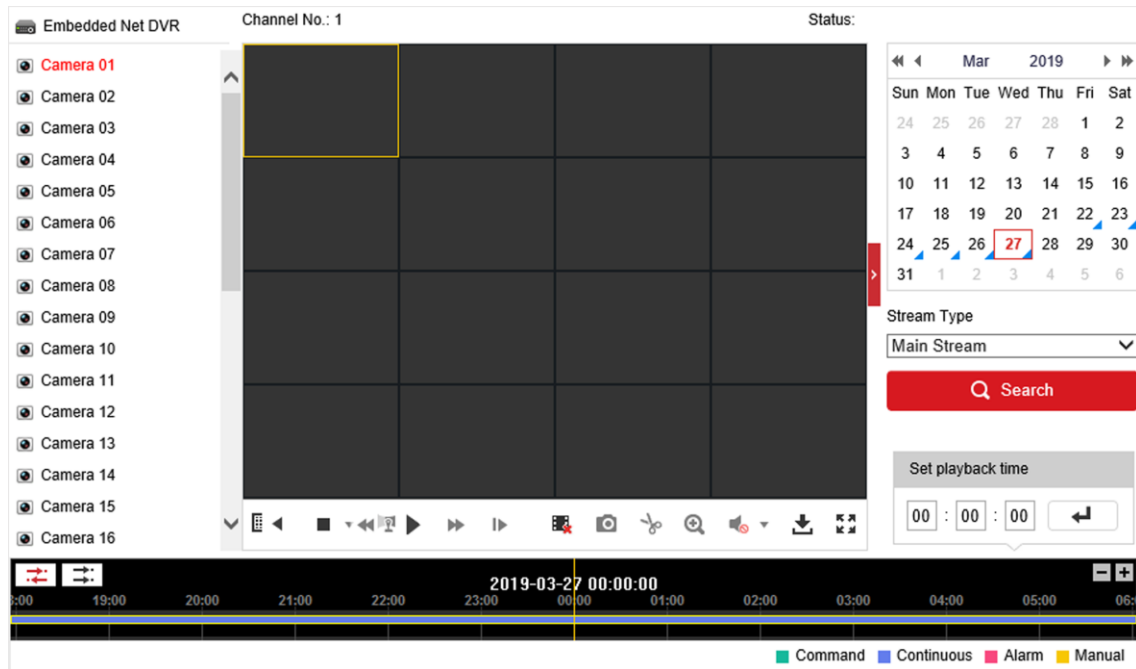 Embedded Net DVR
Channel No.: 1
Status:
Camera 01
Camera 02
Camera 03
Camera 04
Camera 05
Camera 06
Camera 07
Camera 08
Camera 09
Camera 10
Camera 11
Camera 12
Camera 13
Camera 14
Camera 15
Camera 16
Mar 2019
Sun Mon Tue Wed Thu Fri Sat
24 25 26 27 28 1 2
3 4 5 6 7 8 9
10 11 12 13 14 15 16
17 18 19 20 21 22 23
24 25 26 27 28 29 30
31 1 2 3 4 5 6
Stream Type
Main Stream
Search
Set playback time
00 : 00 : 00
2019-03-27 00:00:00
:00 19:00 20:00 21:00 22:00 23:00 00:00 01:00 02:00 03:00 04:00 05:00 06:
Command Continuous Alarm Manual